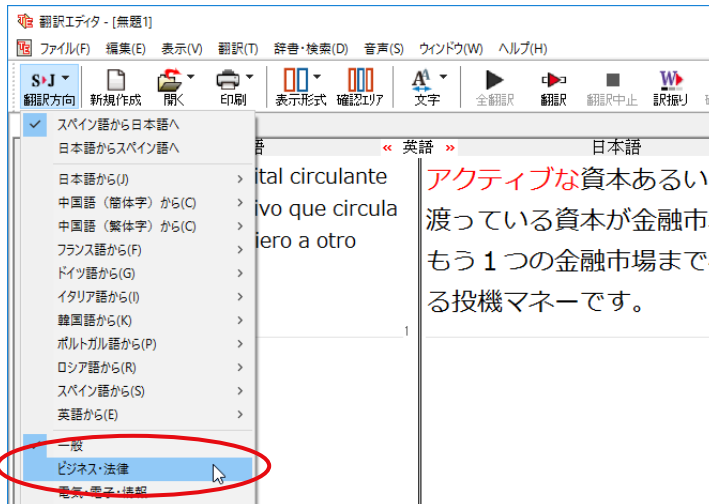 翻訳エディタ - [無題1]
ファイル(F) 編集(E) 表示(V) 翻訳(T) 辞書・検索(D) 音声(S) ウィンドウ(W) ヘルプ(H)
S J
翻訳方向 新規作成 開く 印刷 表示形式 確認エリア 文字 全翻訳 翻訳 翻訳中止 訳振り
スペイン語から日本語へ
日本語からスペイン語へ
日本語から(J)
中国語（簡体字）から(C)
中国語（繁体字）から(C)
フランス語から(F)
ドイツ語から(G)
イタリア語から(I)
韓国語から(K)
ポルトガル語から(P)
ロシア語から(R)
スペイン語から(S)
英語から(E)
一般
ビジネス・法律
電気・電子・情報
語 « 英語 » 日本語
ital circulante
ivo que circula
iero a otro
1
アクティブな資本あるい
渡っている資本が金融市
もう１つの金融市場まで
る投機マネーです。